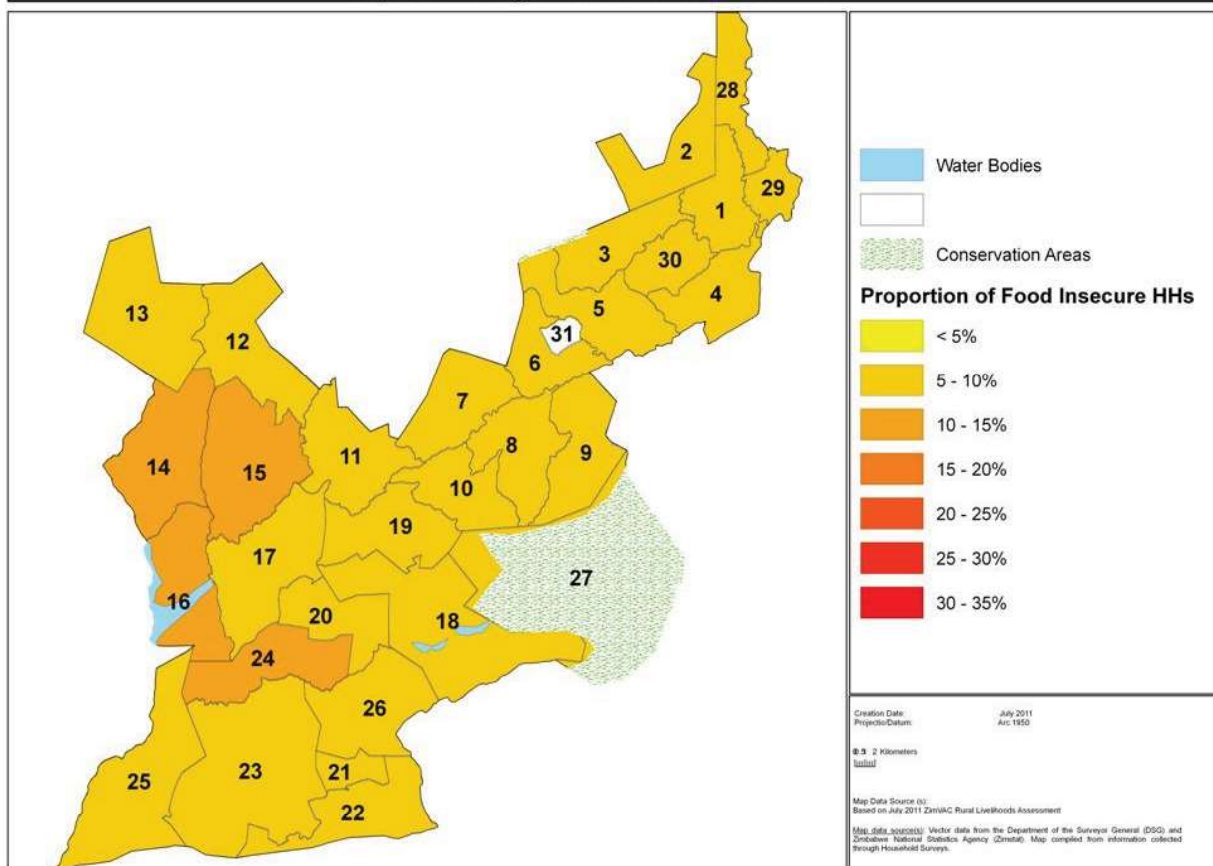 28
2
29
1
3
30
4
5
31
6
13
12
7
8
9
11
14
15
10
19
17
27
16
20
18
24
26
25
23
21
22
Water Bodies
Conservation Areas
Proportion of Food Insecure HHs
< 5%
5 - 10%
10 - 15%
15 - 20%
20 - 25%
25 - 30%
30 - 35%
Creation Date: July 2011
Projectio/Datum: Arc 1950
2 Kilometers
Map Data Source (s):
Based on July 2011 ZimVAC Rural Livelihoods Assessment
Map data source(s): Vector data from the Department of the Surveyor General (DSG) and
Zimbabwe National Statistics Agency (Zimstat). Map compiled from information collected
through Household Surveys.